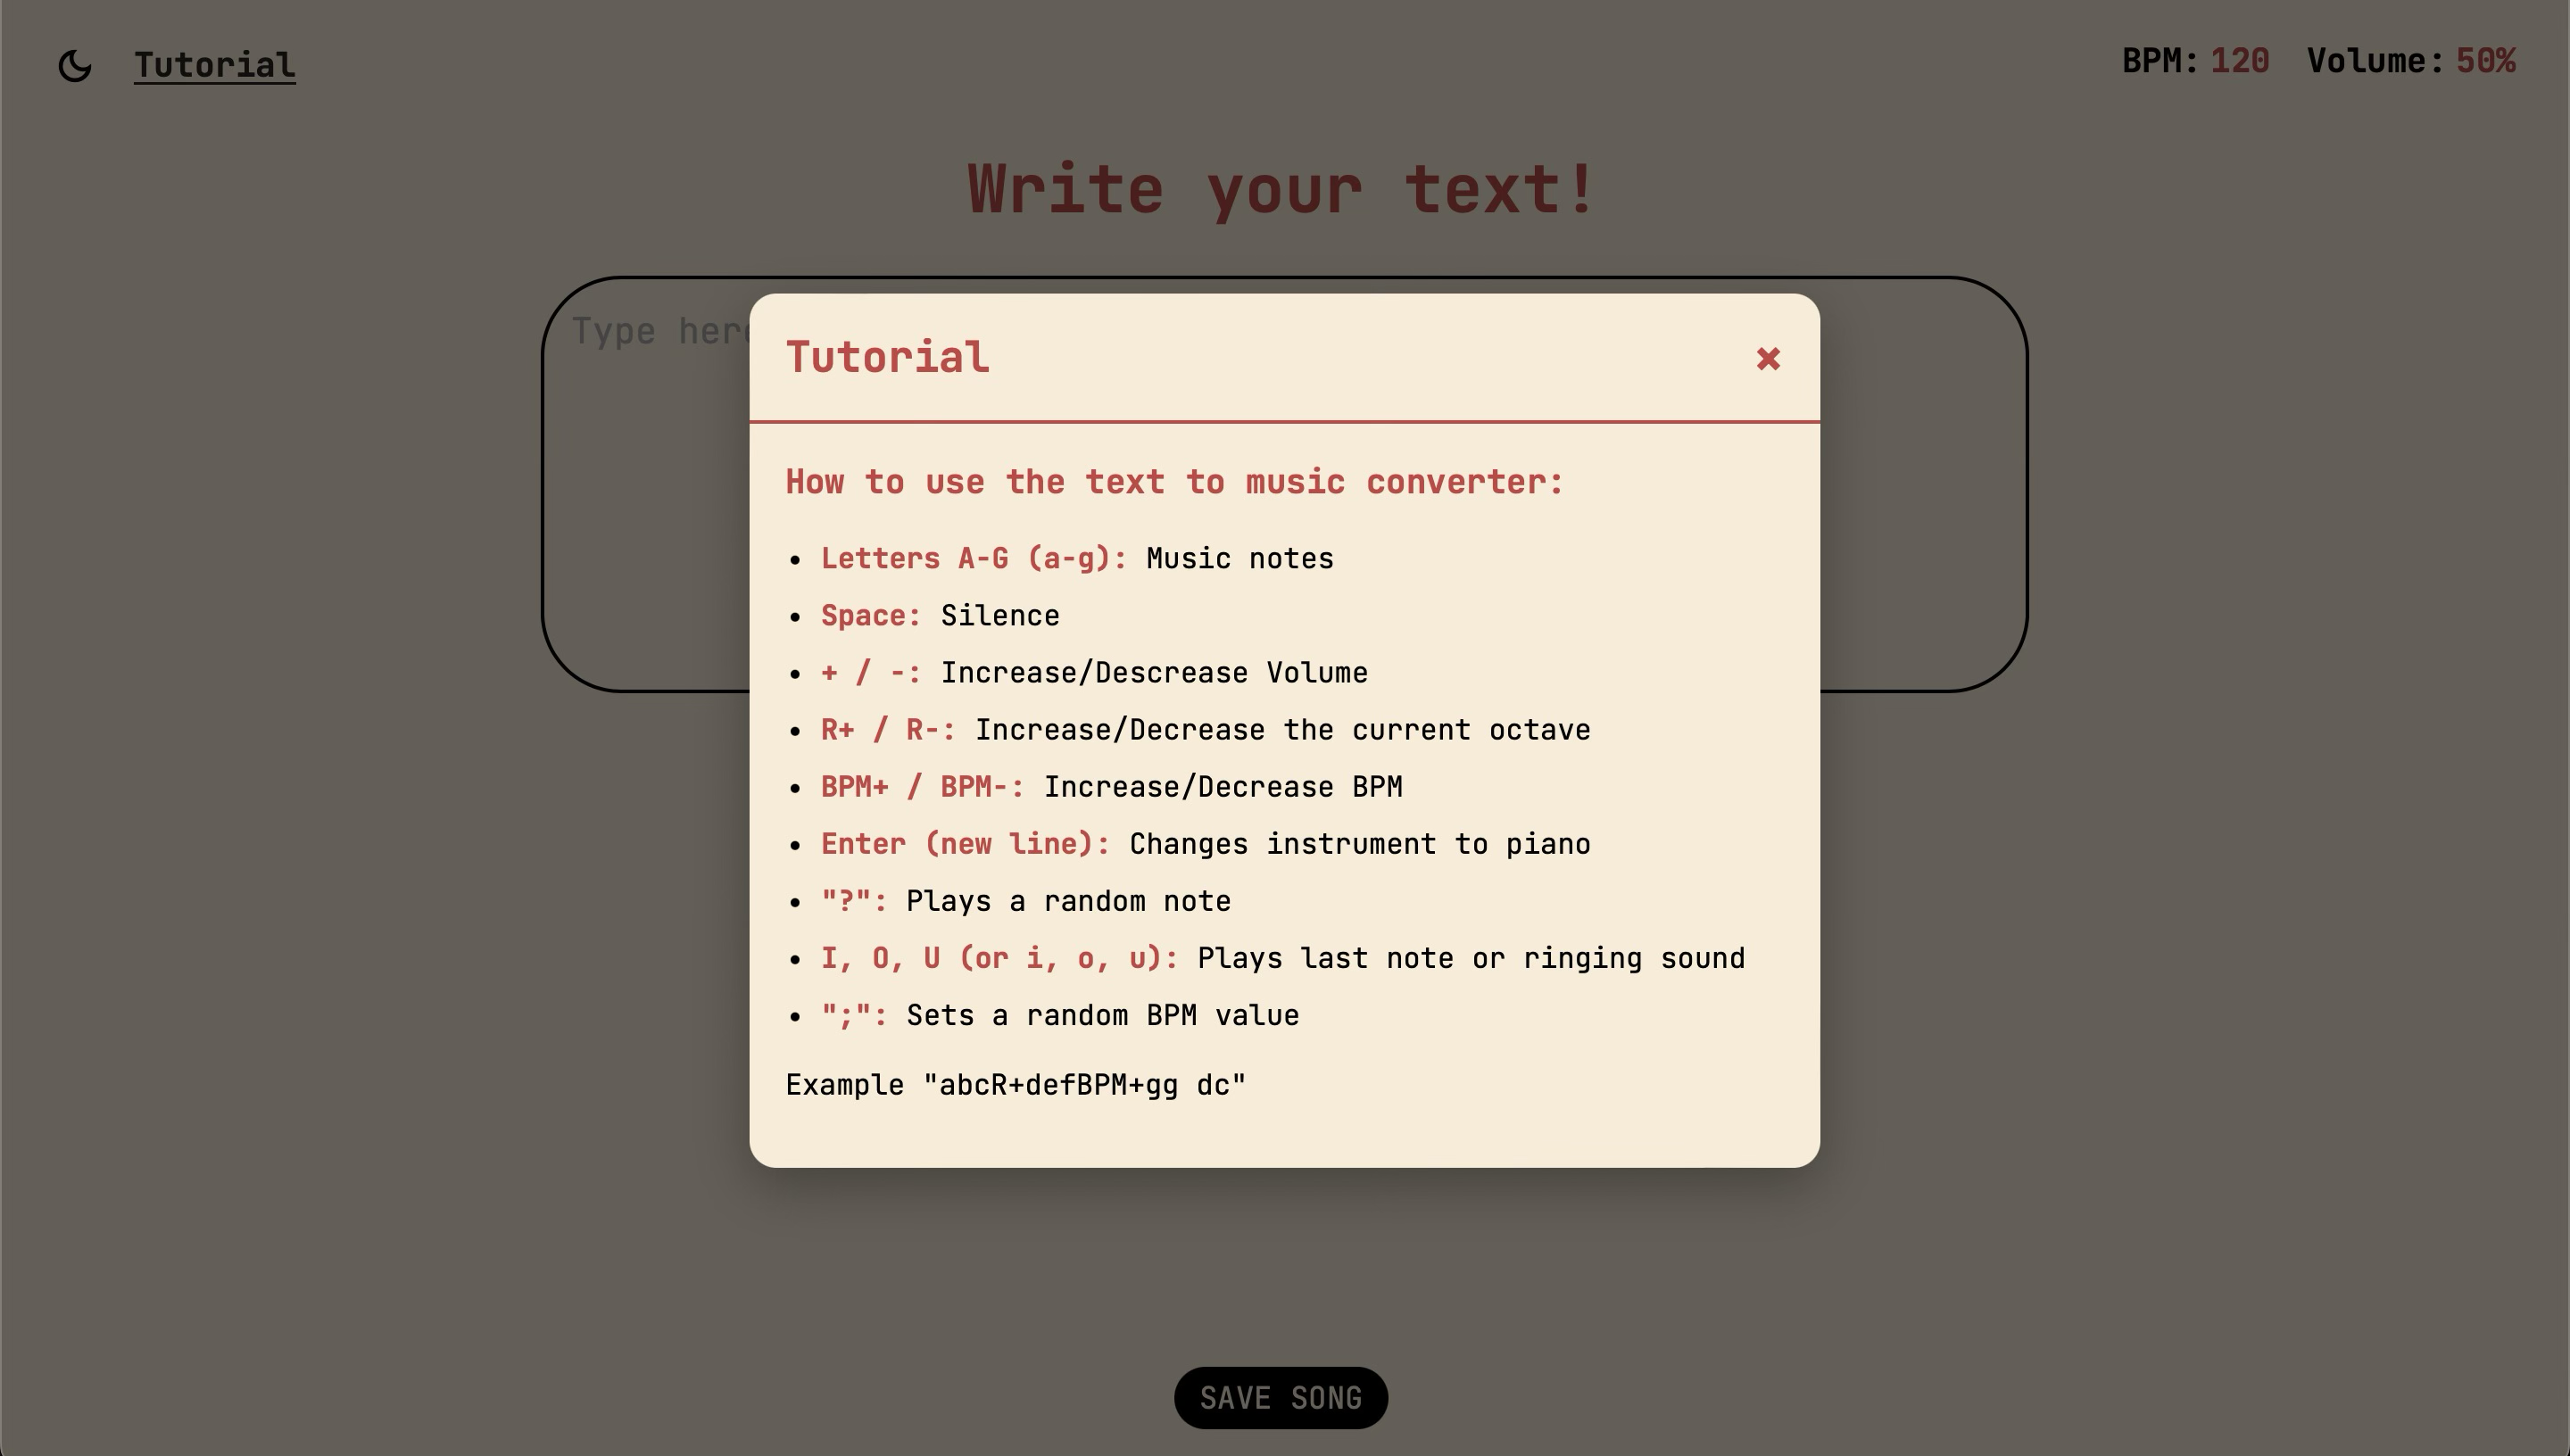 Tutorial
BPM: 120 Volume: 50%
Write your text!
Type here
Tutorial
How to use the text to music converter:
• Letters A-G (a-g): Music notes
• Space: Silence
• + / -: Increase/Descrease Volume
• R+ / R-: Increase/Decrease the current octave
• BPM+ / BPM-: Increase/Decrease BPM
• Enter (new line): Changes instrument to piano
• "?": Plays a random note
• I, O, U (or i, o, u): Plays last note or ringing sound
• ";": Sets a random BPM value
Example "abcR+defBPM+gg dc"
SAVE SONG